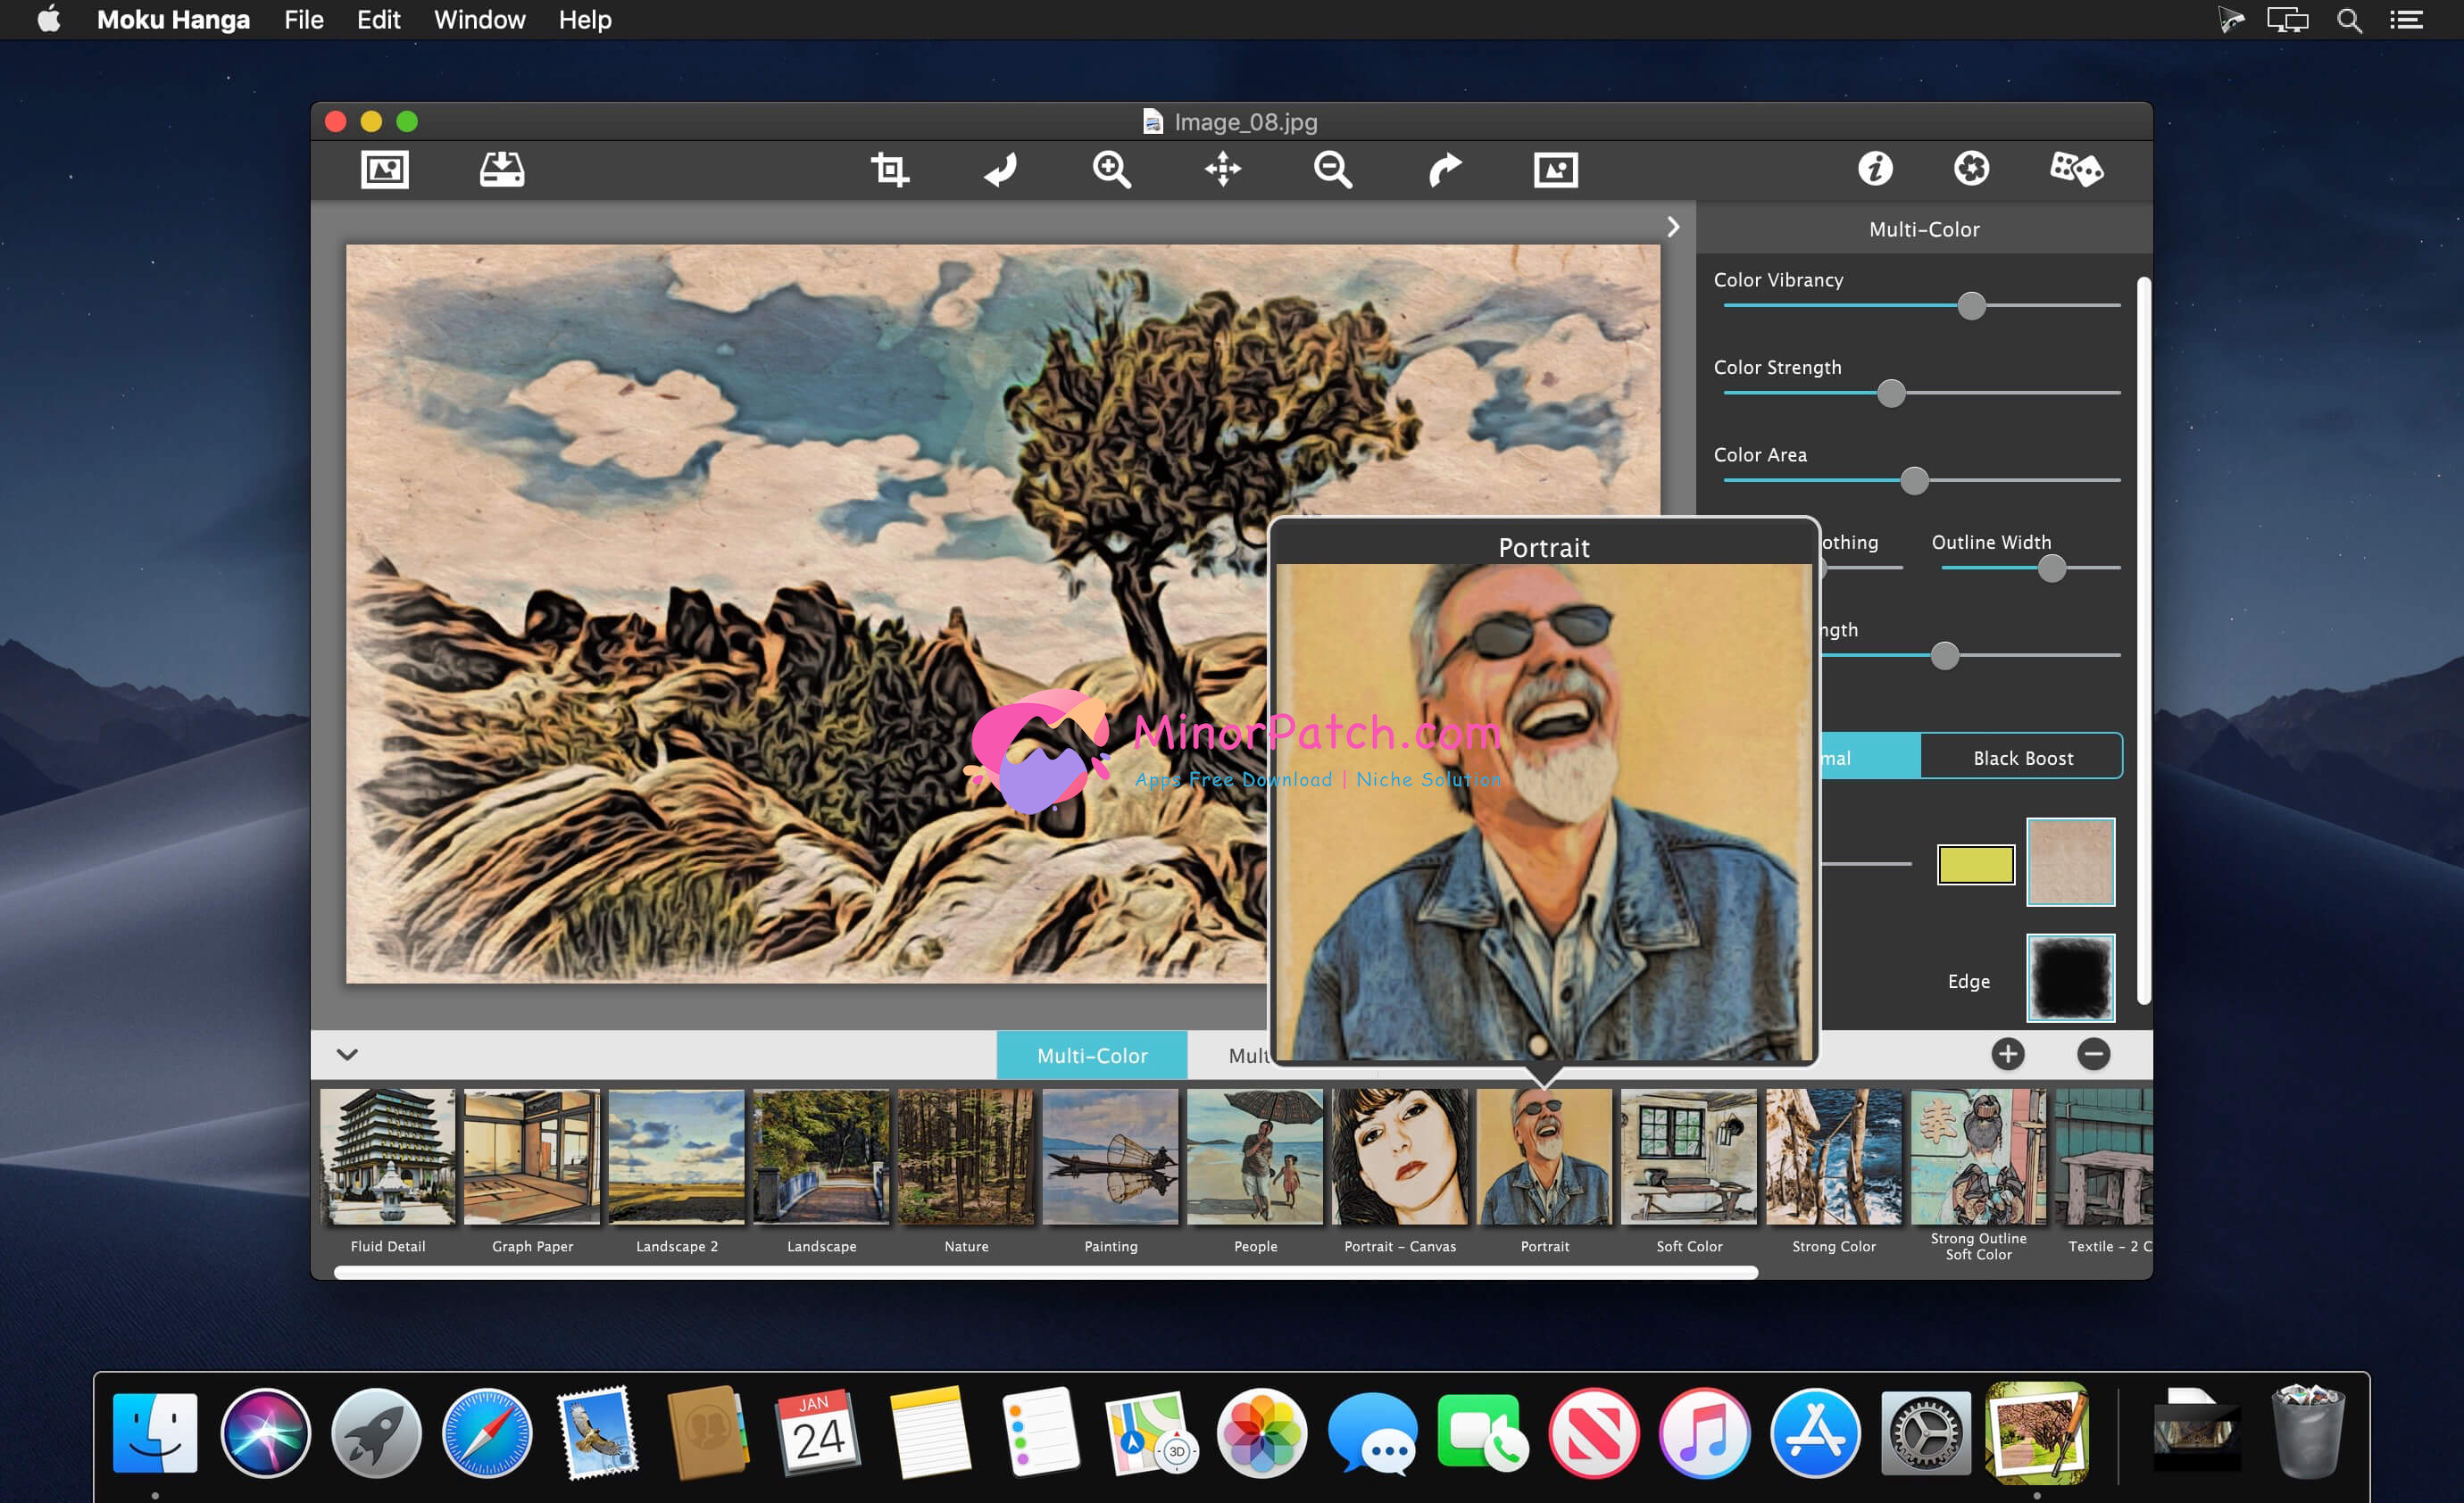 Moku Hanga File Edit Window Help
Image_08.jpg
Multi-Color
Color Vibrancy
Color Strength
Color Area
othing Outline Width
ngth
mal Black Boost
Edge
Portrait
MinorPatch.com
Apps Free Download | Niche Solution
Multi-Color Mult
Fluid Detail
Graph Paper
Landscape 2
Landscape
Nature
Painting
People
Portrait - Canvas
Portrait
Soft Color
Strong Color
Strong Outline
Soft Color
Textile - 2 C
JAN
24
3D